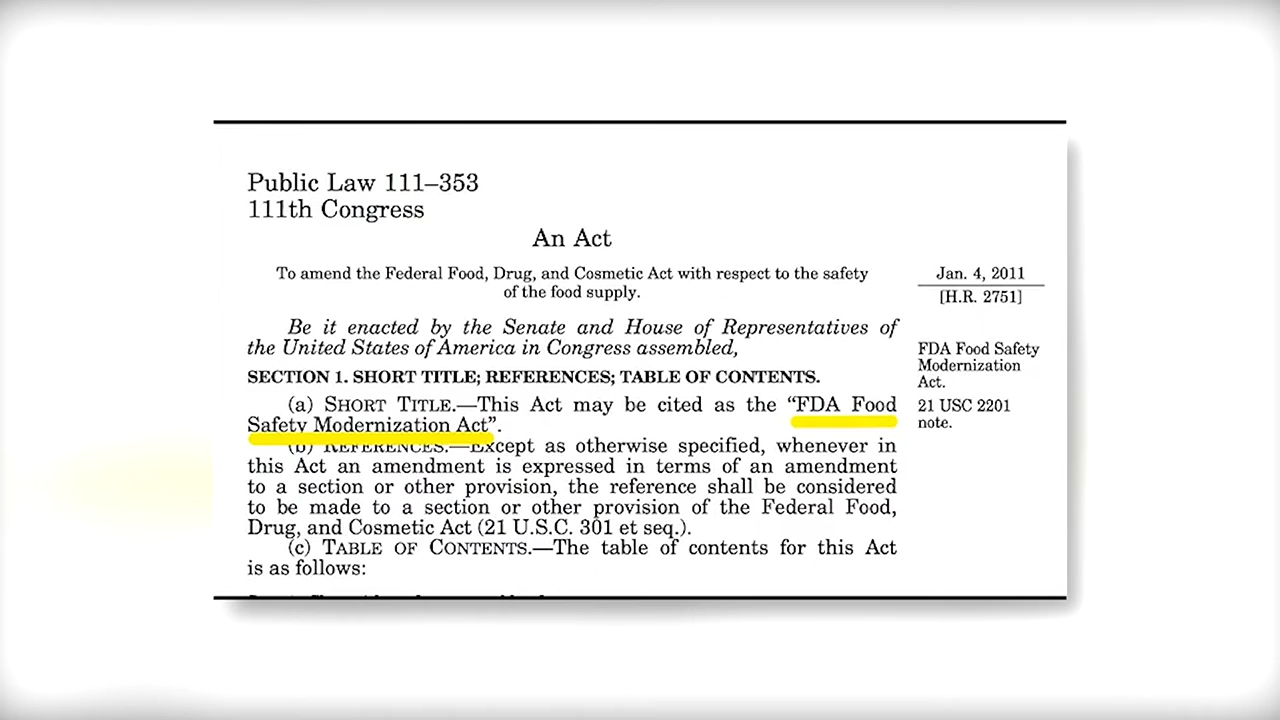 Public Law 111–353
111th Congress
An Act
To amend the Federal Food, Drug, and Cosmetic Act with respect to the safety
of the food supply.
Jan. 4, 2011
[H.R. 2751]
Be it enacted by the Senate and House of Representatives of
the United States of America in Congress assembled,
SECTION 1. SHORT TITLE; REFERENCES; TABLE OF CONTENTS.
(a) SHORT TITLE.—This Act may be cited as the “FDA Food
Safety Modernization Act”.
FDA Food Safety
Modernization
Act.
21 USC 2201
note.
(b) REFERENCES.—Except as otherwise specified, whenever in
this Act an amendment is expressed in terms of an amendment
to a section or other provision, the reference shall be considered
to be made to a section or other provision of the Federal Food,
Drug, and Cosmetic Act (21 U.S.C. 301 et seq.).
(c) TABLE OF CONTENTS.—The table of contents for this Act
is as follows: